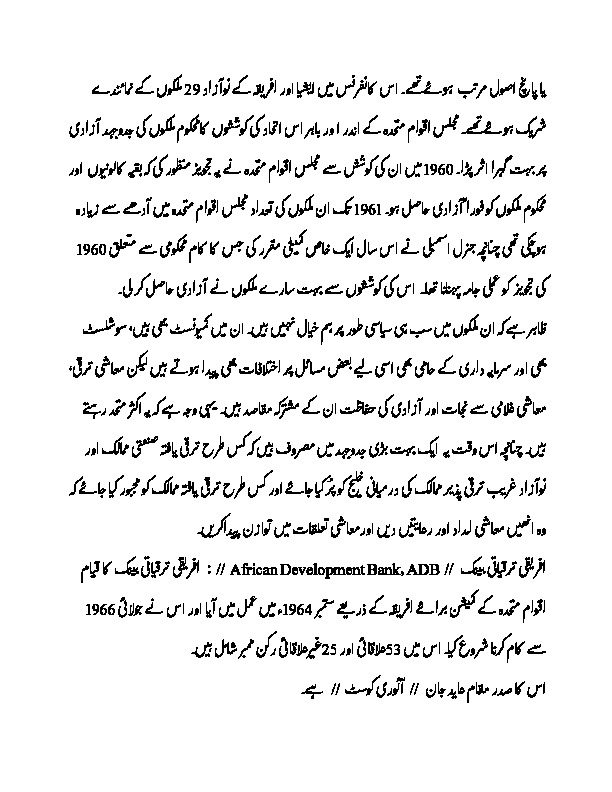 یا پانچ اصول مرتب ہوئے تھے۔ اس کانفرنس میں ایشیا اور افریقہ کے نوآزاد 29 ملکوں کے نمائندے
شریک ہوئے تھے۔ مجلس اقوام متحدہ کے اندر اور باہر اس اتحاد کی کوششوں کا محکوم ملکوں کی جدوجہد آزادی
پر بہت گہرا اثر پڑا۔ 1960 میں ان کی کوشش سے مجلس اقوام متحدہ نے یہ تجویز منظور کی کہ بقیہ کالونیوں اور
محکوم ملکوں کو فوراً آزادی حاصل ہو۔ 1961 تک ان ملکوں کی تعداد مجلس اقوام متحدہ میں آدھے سے زیادہ
ہوچکی تھی چنانچہ جنرل اسمبلی نے اس سال ایک خاص کمیٹی مقرر کی جس کا کام محکومی سے متعلق 1960
کی تجویز کو عملی جامہ پہنانا تھا۔ اس کی کوششوں سے بہت سارے ملکوں نے آزادی حاصل کر لی۔
ظاہر ہے کہ ان ملکوں میں سب ہی سیاسی طور پر ہم خیال نہیں ہیں۔ ان میں کمیونسٹ بھی ہیں، سوشلسٹ
بھی اور سرمایہ داری کے حامی بھی اسی لیے بعض مسائل پر اختلافات بھی پیدا ہوتے ہیں لیکن معاشی ترقی،
معاشی غلامی سے نجات اور آزادی کی حفاظت ان کے مشترکہ مقاصد ہیں۔ یہی وجہ ہے کہ یہ اکثر متحد رہتے
ہیں۔ چنانچہ اس وقت یہ ایک بہت بڑی جدوجہد میں مصروف ہیں کہ کس طرح ترقی یافتہ صنعتی ممالک اور
نوآزاد غریب ترقی پذیر ممالک کی درمیانی خلیج کو پُر کیا جائے اور کس طرح ترقی یافتہ ممالک کو مجبور کیا جائے کہ
وہ انھیں معاشی امداد اور رعایتیں دیں اور معاشی تعلقات میں توازن پیدا کریں۔
افریقی ترقیاتی بینک // African Development Bank, ADB // : افریقی ترقیاتی بینک کا قیام
اقوام متحدہ کے کمیشن برائے افریقہ کے ذریعے ستمبر 1964ء میں عمل میں آیا اور اس نے جولائی 1966
سے کام کرنا شروع کیا۔ اس میں 53علاقائی اور 25غیرعلاقائی رکن ممبر شامل ہیں۔
اس کا صدر مقام عابد جان // آئوری کوسٹ // ہے۔